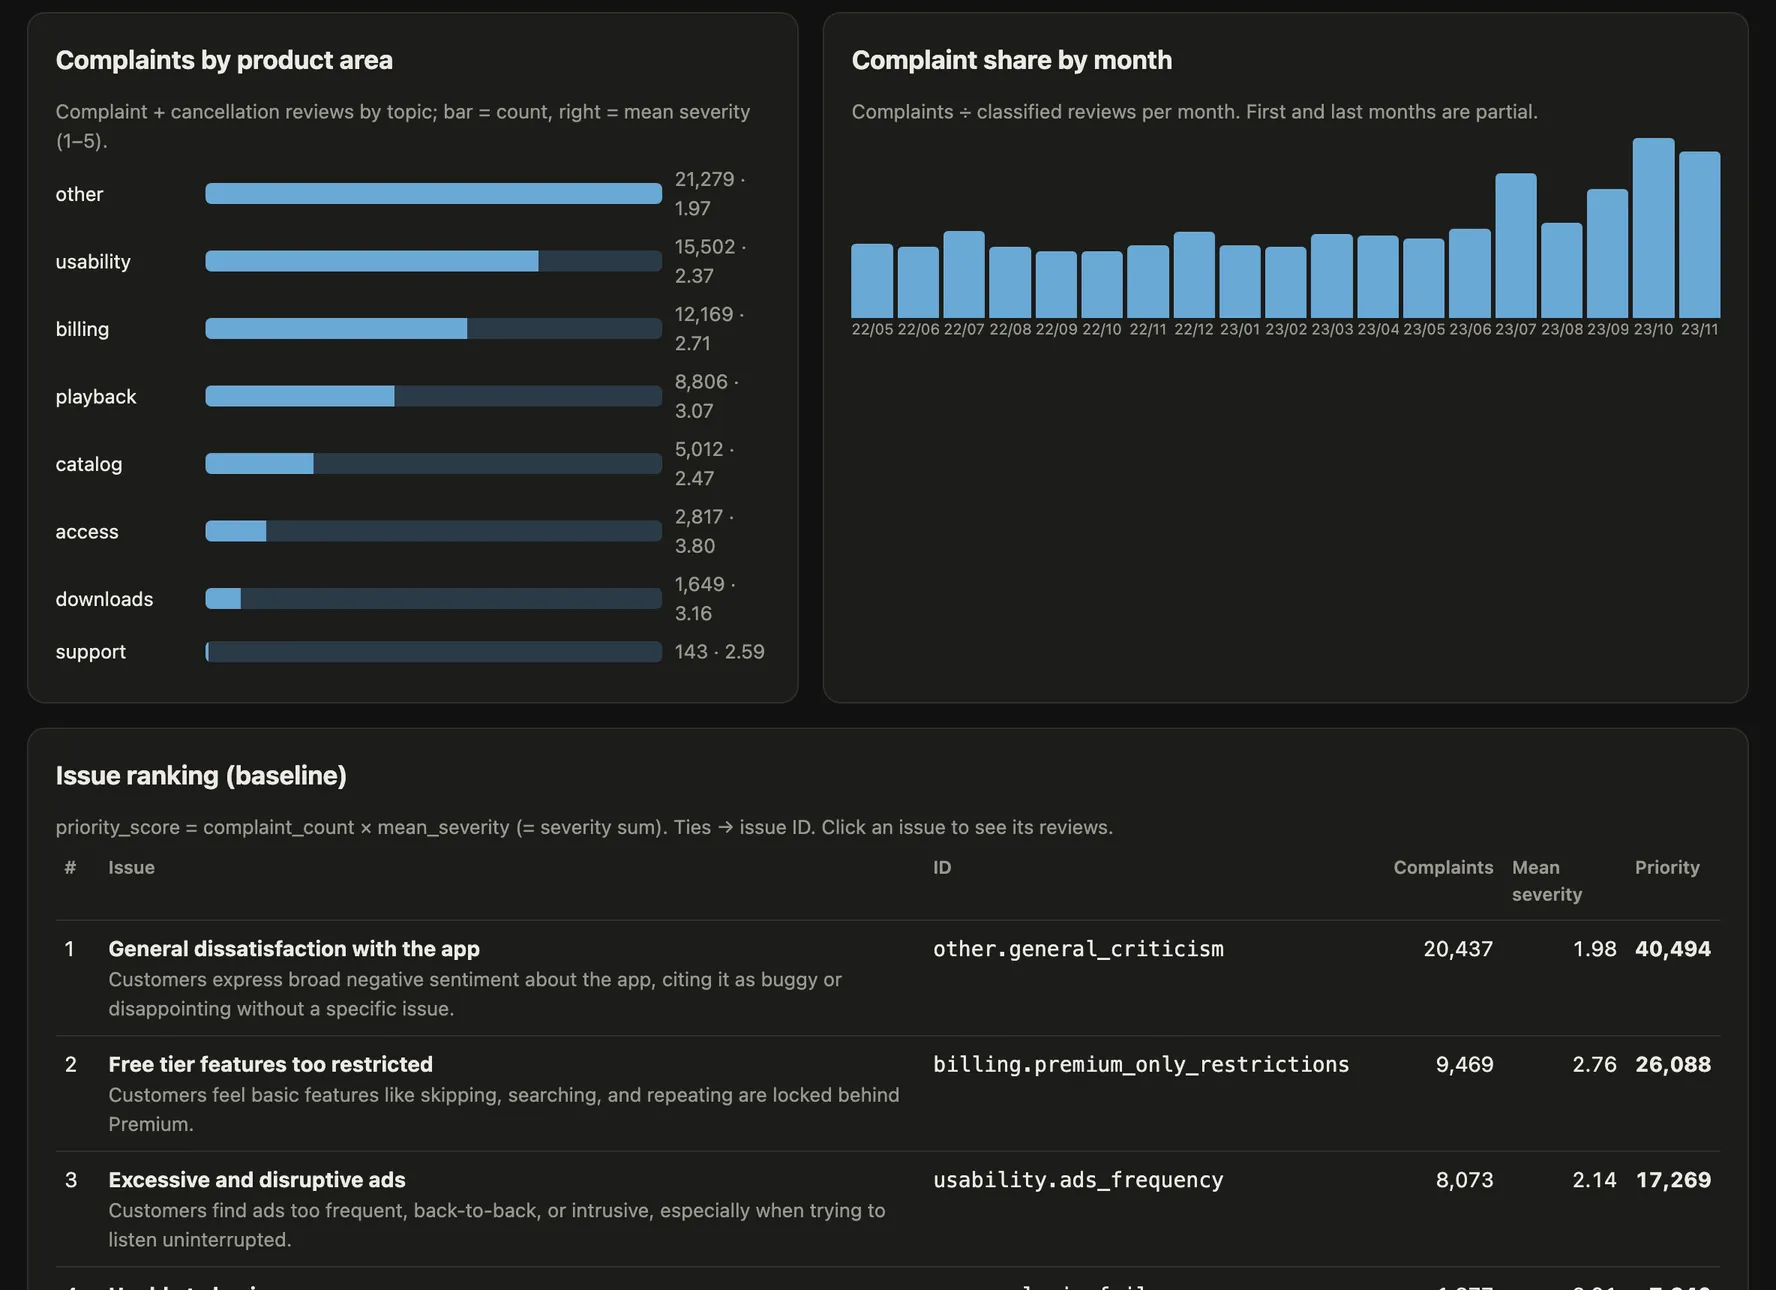 Complaints by product area
Complaint + cancellation reviews by topic; bar = count, right = mean severity
(1–5).
other
21,279 ·
1.97
usability
15,502 ·
2.37
billing
12,169 ·
2.71
playback
8,806 ·
3.07
catalog
5,012 ·
2.47
access
2,817 ·
3.80
downloads
1,649 ·
3.16
support
143 · 2.59
Complaint share by month
Complaints ÷ classified reviews per month. First and last months are partial.
22/05 22/06 22/07 22/08 22/09 22/10 22/11 22/12 23/01 23/02 23/03 23/04 23/05 23/06 23/07 23/08 23/09 23/10 23/11
Issue ranking (baseline)
priority_score = complaint_count × mean_severity (= severity sum). Ties → issue ID. Click an issue to see its reviews.
# Issue ID Complaints Mean Priority
severity
1 General dissatisfaction with the app other.general_criticism 20,437 1.98 40,494
Customers express broad negative sentiment about the app, citing it as buggy or
disappointing without a specific issue.
2 Free tier features too restricted billing.premium_only_restrictions 9,469 2.76 26,088
Customers feel basic features like skipping, searching, and repeating are locked behind
Premium.
3 Excessive and disruptive ads usability.ads_frequency 8,073 2.14 17,269
Customers find ads too frequent, back-to-back, or intrusive, especially when trying to
listen uninterrupted.